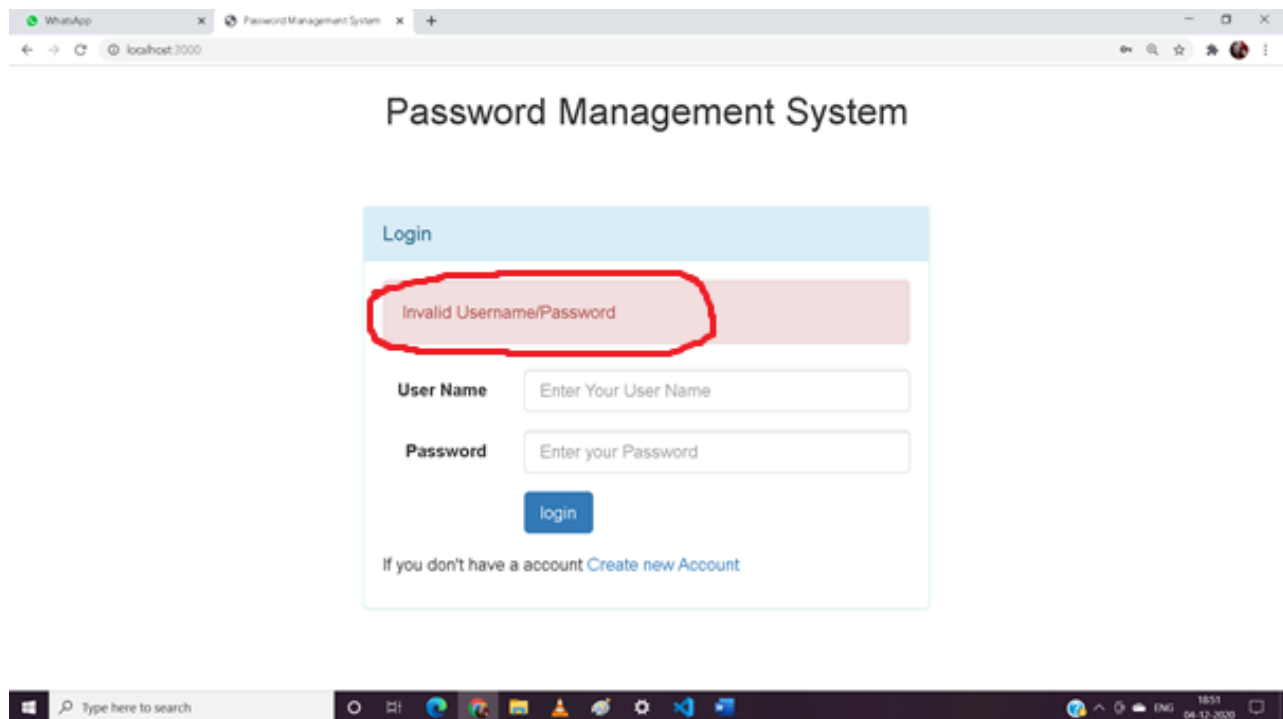 WhatsApp
Password Management System
localhost:3000
Password Management System
Login
Invalid Username/Password
User Name
Enter Your User Name
Password
Enter your Password
login
If you don't have a account Create new Account
Type here to search
ENG
18:51
04-12-2020